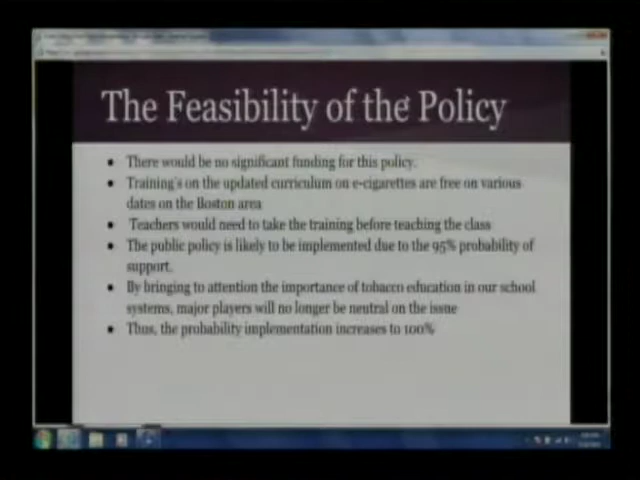 The Feasibility of the Policy
• There would be no significant funding for this policy.
• Training's on the updated curriculum on e-cigarettes are free on various
dates on the Boston area
• Teachers would need to take the training before teaching the class
• The public policy is likely to be implemented due to the 95% probability of
support.
• By bringing to attention the importance of tobacco education in our school
systems, major players will no longer be neutral on the issue
• Thus, the probability implementation increases to 100%